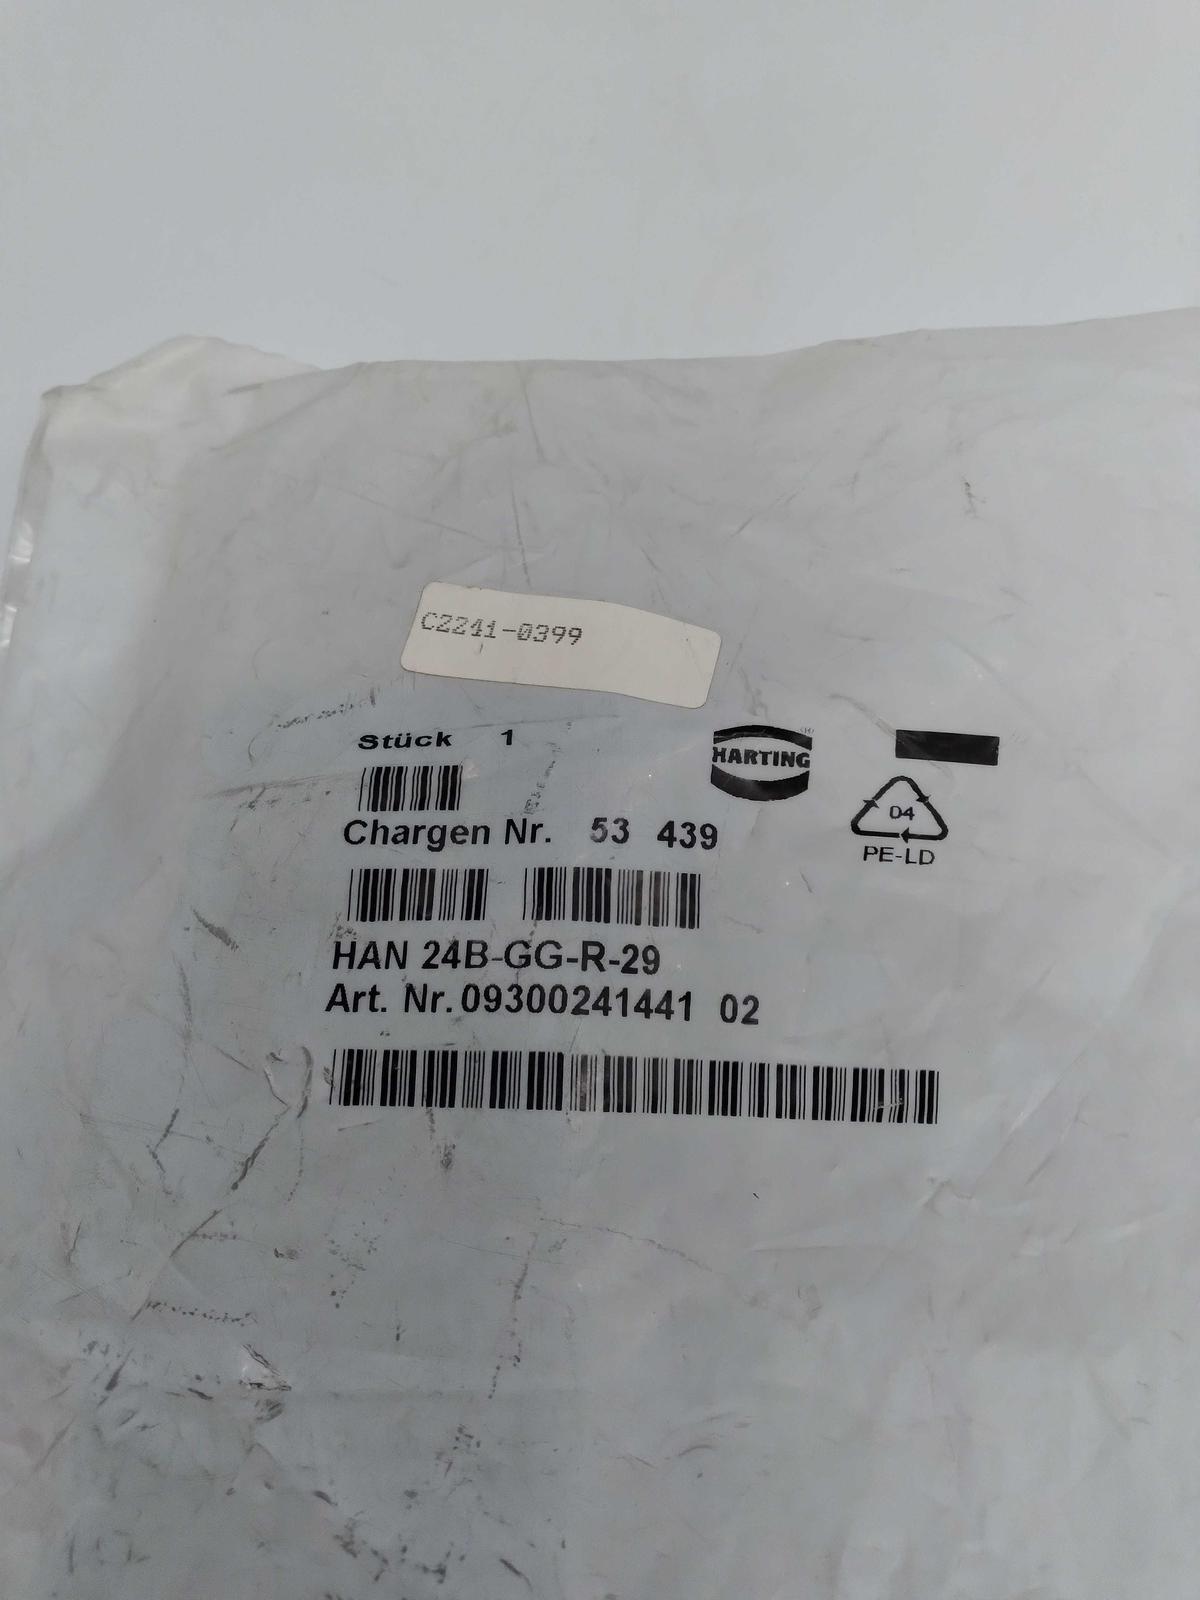 C2241-0399
Stück 1
HARTING
04
PE-LD
Chargen Nr. 53 439
HAN 24B-GG-R-29
Art. Nr. 09300241441 02